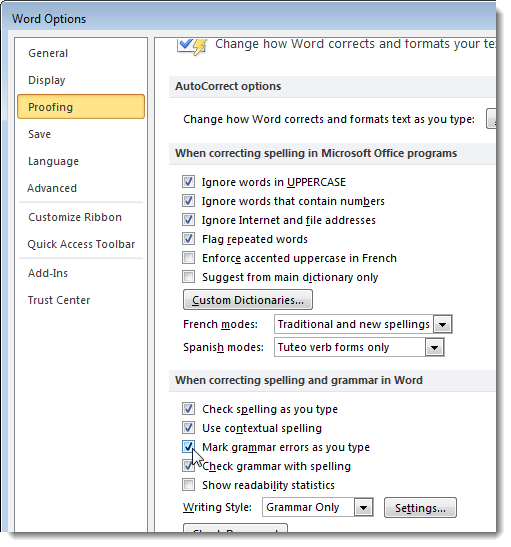 Word Options
General
Display
Proofing
Save
Language
Advanced
Customize Ribbon
Quick Access Toolbar
Add-Ins
Trust Center
Change how Word corrects and formats your
AutoCorrect options
Change how Word corrects and formats text as you type:
When correcting spelling in Microsoft Office programs
Ignore words in UPPERCASE
Ignore words that contain numbers
Ignore Internet and file addresses
Flag repeated words
Enforce accented uppercase in French
Suggest from main dictionary only
Custom Dictionaries...
French modes: Traditional and new spellings
Spanish modes: Tuteo verb forms only
When correcting spelling and grammar in Word
Check spelling as you type
Use contextual spelling
Mark grammar errors as you type
Check grammar with spelling
Show readability statistics
Writing Style: Grammar Only Settings...